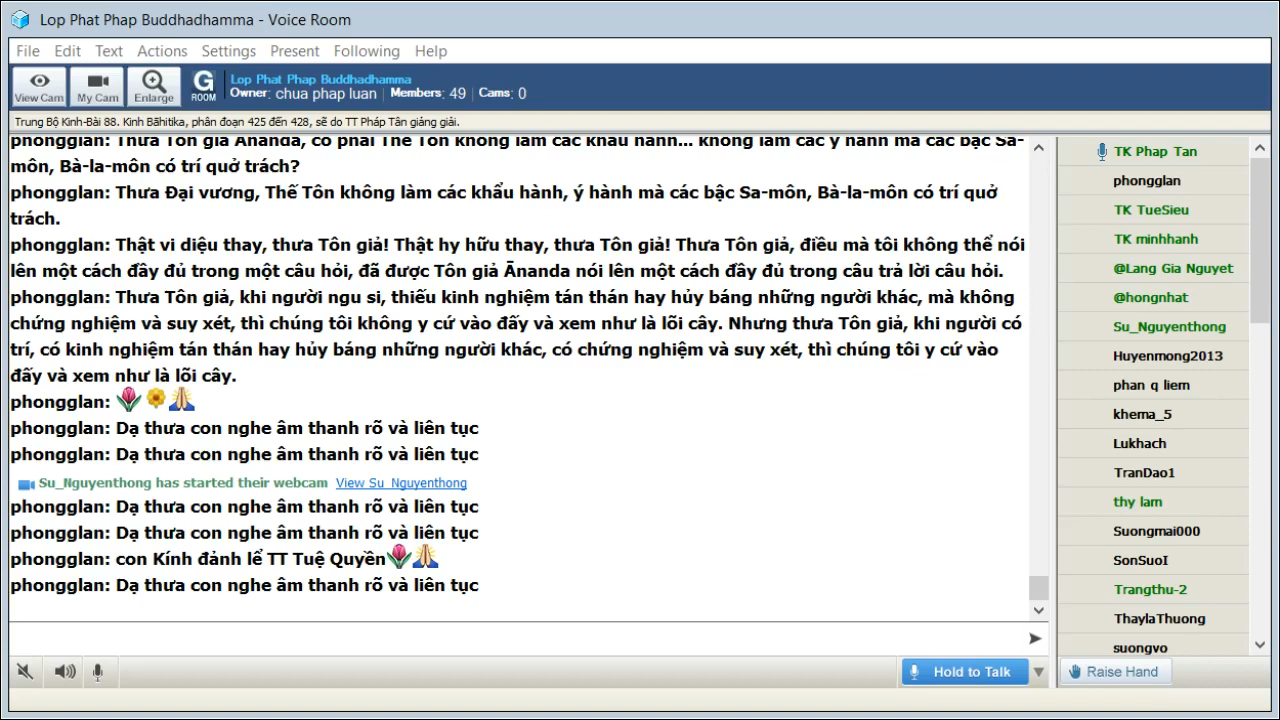 Lop Phat Phap Buddhadhamma - Voice Room
File Edit Text Actions Settings Present Following Help
View Cam My Cam Enlarge G ROOM
Lop Phat Phap Buddhadhamma
Owner: chua phap luan Members: 49 Cams: 0
Trung Bộ Kinh-Bài 88. Kinh Bāhitika, phân đoạn 425 đến 428, sẽ do TT Pháp Tân giảng giải.
phongglan: Thưa Tôn giả Ānanda, có phải Thế Tôn không làm các khẩu hành... không làm các ý hành mà các bậc Sa-
môn, Bà-la-môn có trí quở trách?
phongglan: Thưa Đại vương, Thế Tôn không làm các khẩu hành, ý hành mà các bậc Sa-môn, Bà-la-môn có trí quở
trách.
phongglan: Thật vi diệu thay, thưa Tôn giả! Thật hy hữu thay, thưa Tôn giả! Thưa Tôn giả, điều mà tôi không thể nói
lên một cách đầy đủ trong một câu hỏi, đã được Tôn giả Ānanda nói lên một cách đầy đủ trong câu trả lời câu hỏi.
phongglan: Thưa Tôn giả, khi người ngu si, thiếu kinh nghiệm tán thán hay hủy báng những người khác, mà không
chứng nghiệm và suy xét, thì chúng tôi không y cứ vào đấy và xem như là lõi cây. Nhưng thưa Tôn giả, khi người có
trí, có kinh nghiệm tán thán hay hủy báng những người khác, có chứng nghiệm và suy xét, thì chúng tôi y cứ vào
đấy và xem như là lõi cây.
phongglan: 🌷🌼🙏
phongglan: Dạ thưa con nghe âm thanh rõ và liên tục
phongglan: Dạ thưa con nghe âm thanh rõ và liên tục
Su_Nguyenthong has started their webcam View Su_Nguyenthong
phongglan: Dạ thưa con nghe âm thanh rõ và liên tục
phongglan: Dạ thưa con nghe âm thanh rõ và liên tục
phongglan: con Kính đảnh lể TT Tuệ Quyền🌷🙏
phongglan: Dạ thưa con nghe âm thanh rõ và liên tục
Hold to Talk
TK Phap Tan
phongglan
TK TueSieu
TK minhhanh
@Lang Gia Nguyet
@hongnhat
Su_Nguyenthong
Huyenmong2013
phan q liem
khema_5
Lukhach
TranDao1
thy lam
Suongmai000
SonSuoI
Trangthu-2
ThaylaThuong
suongvo
Raise Hand